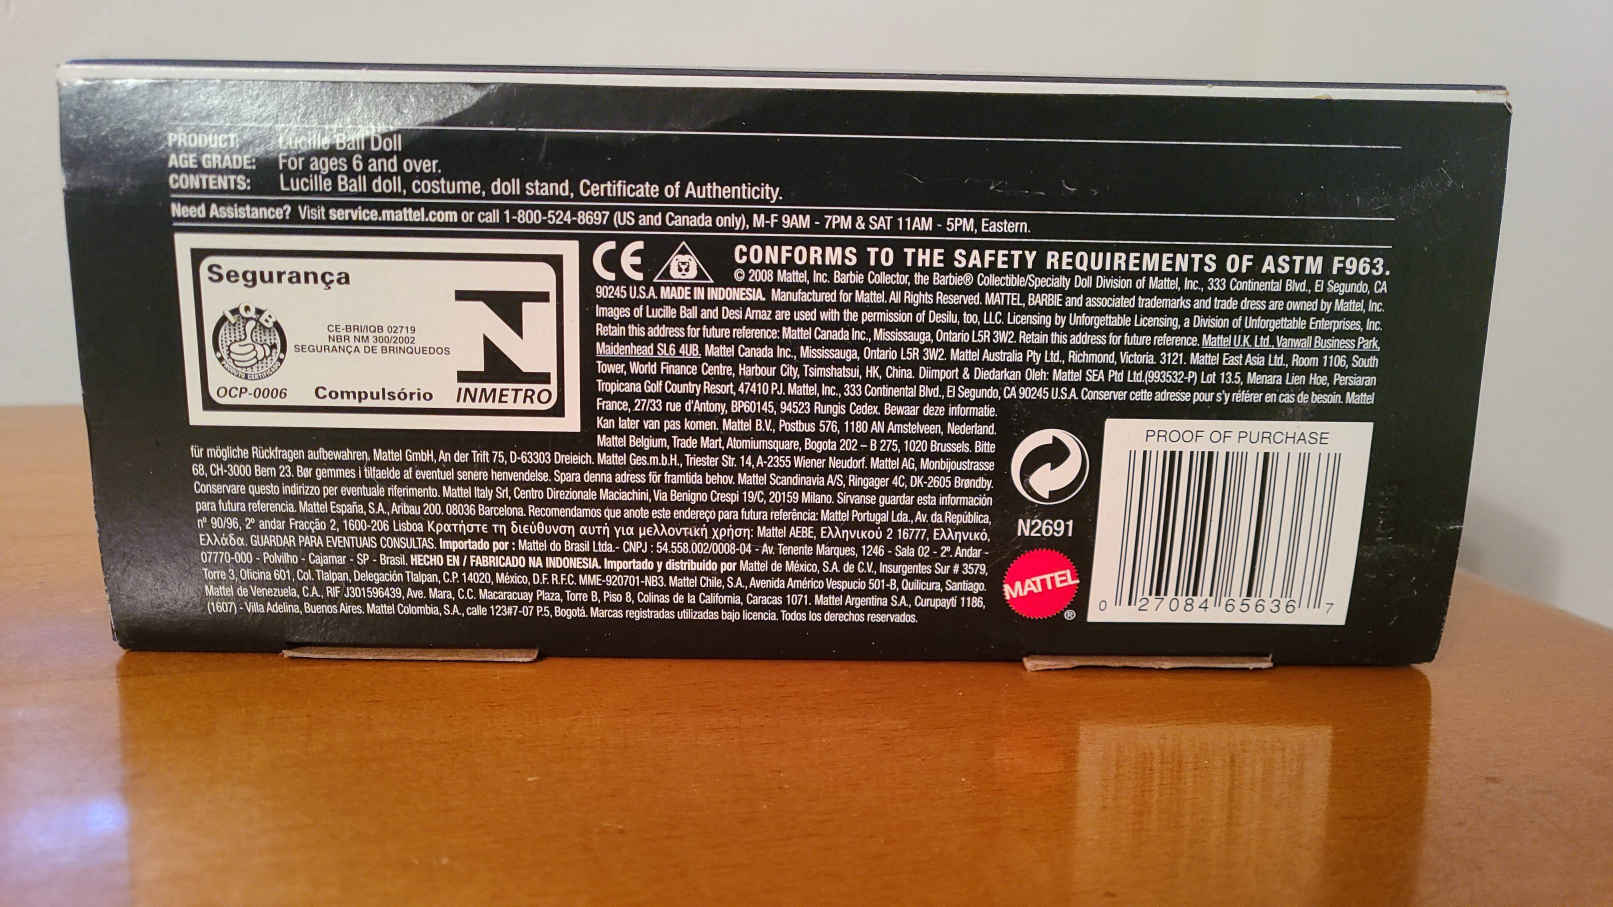 PRODUCT: Lucille Ball Doll
AGE GRADE: For ages 6 and over.
CONTENTS: Lucille Ball doll, costume, doll stand, Certificate of Authenticity.
Need Assistance? Visit service.mattel.com or call 1-800-524-8697 (US and Canada only), M-F 9AM - 7PM & SAT 11AM - 5PM, Eastern.
Segurança
IQB
CE-BRI/IQB 02719
NBR NM 300/2002
SEGURANÇA DE BRINQUEDOS
OCP-0006 Compulsório INMETRO
CE CONFORMS TO THE SAFETY REQUIREMENTS OF ASTM F963.
© 2008 Mattel, Inc. Barbie Collector, the Barbie® Collectible/Specialty Doll Division of Mattel, Inc., 333 Continental Blvd., El Segundo, CA
90245 U.S.A. MADE IN INDONESIA. Manufactured for Mattel. All Rights Reserved. MATTEL, BARBIE and associated trademarks and trade dress are owned by Mattel, Inc.
Images of Lucille Ball and Desi Arnaz are used with the permission of Desilu, too, LLC. Licensing by Unforgettable Licensing, a Division of Unforgettable Enterprises, Inc.
Retain this address for future reference: Mattel Canada Inc., Mississauga, Ontario L5R 3W2. Retain this address for future reference. Mattel U.K. Ltd., Vanwall Business Park,
Maidenhead SL6 4UB. Mattel Canada Inc., Mississauga, Ontario L5R 3W2. Mattel Australia Pty Ltd., Richmond, Victoria. 3121. Mattel East Asia Ltd., Room 1106, South
Tower, World Finance Centre, Harbour City, Tsimshatsui, HK, China. Diimport & Diedarkan Oleh: Mattel SEA Ptd Ltd.(993532-P) Lot 13.5, Menara Lien Hoe, Persiaran
Tropicana Golf Country Resort, 47410 PJ. Mattel, Inc., 333 Continental Blvd., El Segundo, CA 90245 U.S.A. Conserver cette adresse pour s'y référer en cas de besoin. Mattel
France, 27/33 rue d'Antony, BP60145, 94523 Rungis Cedex. Bewaar deze informatie.
Kan later van pas komen. Mattel B.V., Postbus 576, 1180 AN Amstelveen, Nederland.
Mattel Belgium, Trade Mart, Atomiumsquare, Bogota 202 – B 275, 1020 Brussels. Bitte
für mögliche Rückfragen aufbewahren. Mattel GmbH, An der Trift 75, D-63303 Dreieich. Mattel Ges.m.b.H., Triester Str. 14, A-2355 Wiener Neudorf. Mattel AG, Monbijoustrasse
68, CH-3000 Bern 23. Bør gemmes i tilfaelde af eventuel senere henvendelse. Spara denna adress för framtida behov. Mattel Scandinavia A/S, Ringager 4C, DK-2605 Brøndby.
Conservare questo indirizzo per eventuale riferimento. Mattel Italy Srl, Centro Direzionale Maciachini, Via Benigno Crespi 19/C, 20159 Milano. Sírvanse guardar esta información
para futura referencia. Mattel España, S.A., Aribau 200. 08036 Barcelona. Recomendamos que anote este endereço para futura referência: Mattel Portugal Lda., Av. da República,
nº 90/96, 2º andar Fracção 2, 1600-206 Lisboa Κρατήστε τη διεύθυνση αυτή για μελλοντική χρήση: Mattel AEBE, Ελληνικού 2 16777, Ελληνικό,
Ελλάδα. GUARDAR PARA EVENTUAIS CONSULTAS. Importado por : Mattel do Brasil Ltda.- CNPJ : 54.558.002/0008-04 - Av. Tenente Marques, 1246 - Sala 02 - 2º. Andar -
07770-000 - Polvilho - Cajamar - SP - Brasil. HECHO EN / FABRICADO NA INDONESIA. Importado y distribuido por Mattel de México, S.A. de C.V., Insurgentes Sur # 3579,
Torre 3, Oficina 601, Col. Tlalpan, Delegación Tlalpan, C.P. 14020, México, D.F. R.F.C. MME-920701-NB3. Mattel Chile, S.A., Avenida Américo Vespucio 501-B, Quilicura, Santiago.
Mattel de Venezuela, C.A., RIF J301596439, Ave. Mara, C.C. Macaracuay Plaza, Torre B, Piso 8, Colinas de la California, Caracas 1071. Mattel Argentina S.A., Curupaytí 1186,
(1607) - Villa Adelina, Buenos Aires. Mattel Colombia, S.A., calle 123#7-07 P.5, Bogotá. Marcas registradas utilizadas bajo licencia. Todos los derechos reservados.
N2691
MATTEL ®
PROOF OF PURCHASE
0 27084 65636 7